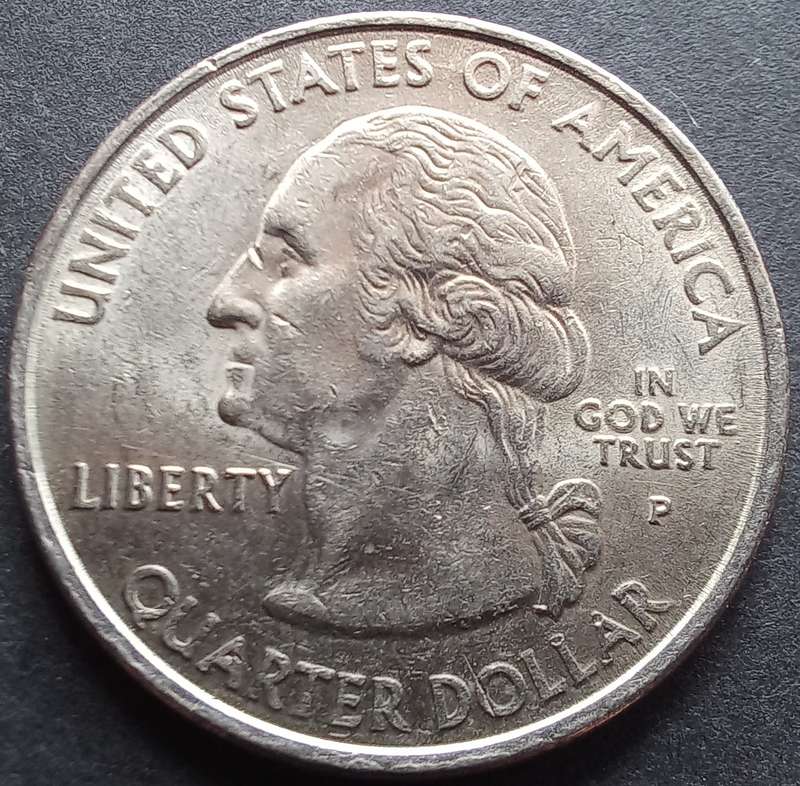 UNITED STATES OF AMERICA
LIBERTY
IN
GOD WE
TRUST
P
QUARTER DOLLAR